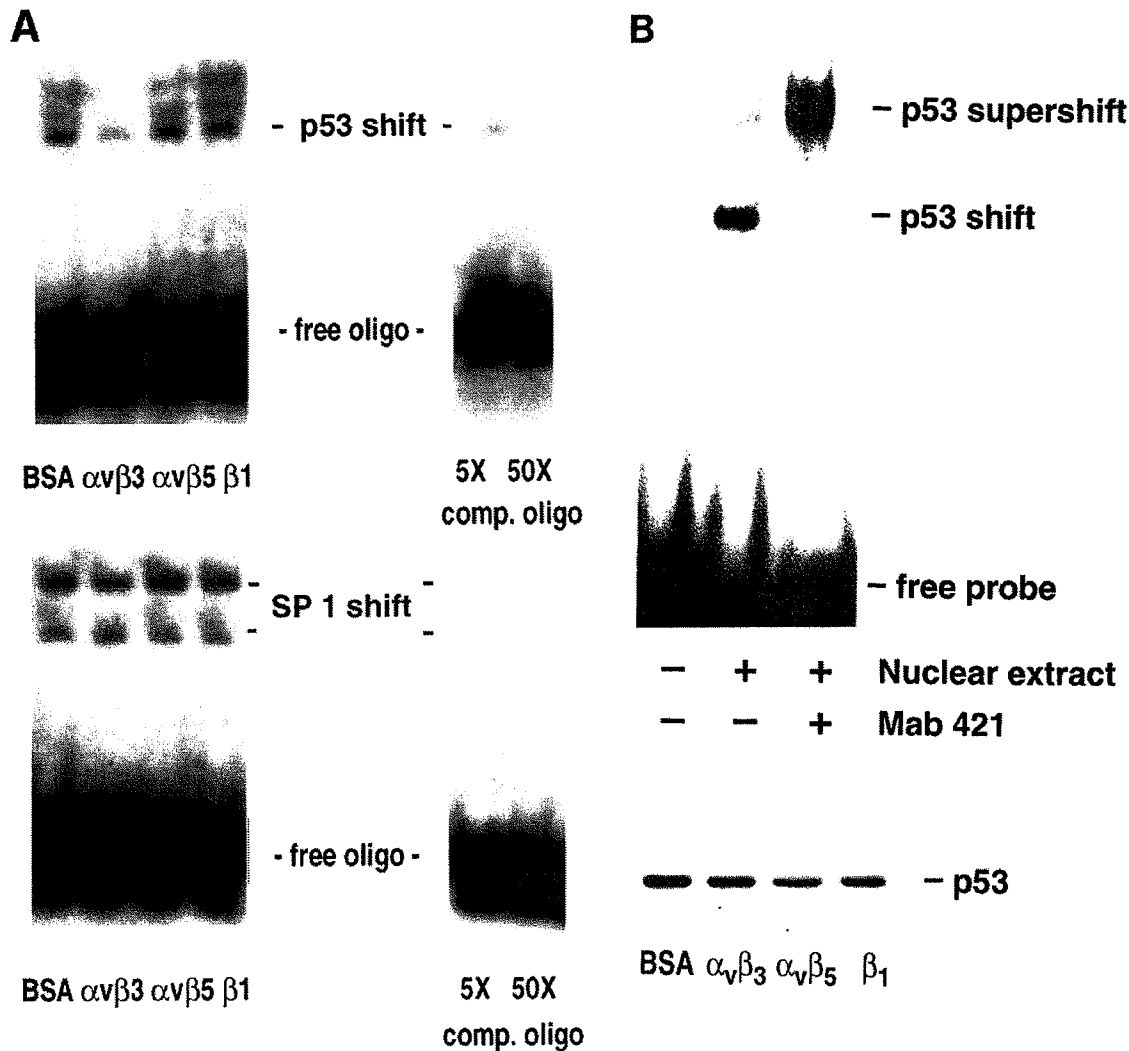 A
- p53 shift -
- free oligo -
BSA αvβ3 αvβ5 β1
5X 50X
comp. oligo
- SP 1 shift -
- -
- free oligo -
BSA αvβ3 αvβ5 β1
5X 50X
comp. oligo
B
- p53 supershift
- p53 shift
- free probe
- + + Nuclear extract
- - + Mab 421
- p53
BSA αvβ3 αvβ5 β1